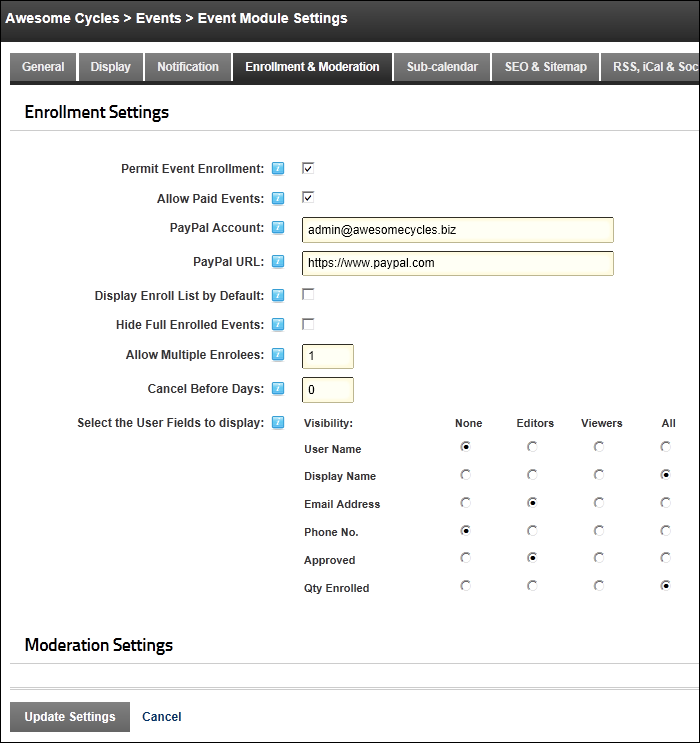 Awesome Cycles > Events > Event Module Settings
General Display Notification Enrollment & Moderation Sub-calendar SEO & Sitemap RSS, iCal & Soc
Enrollment Settings
Permit Event Enrollment:
Allow Paid Events:
PayPal Account: admin@awesomecycles.biz
PayPal URL: https://www.paypal.com
Display Enroll List by Default:
Hide Full Enrolled Events:
Allow Multiple Enrolees: 1
Cancel Before Days: 0
Select the User Fields to display: Visibility: None Editors Viewers All
User Name
Display Name
Email Address
Phone No.
Approved
Qty Enrolled
Moderation Settings
Update Settings Cancel